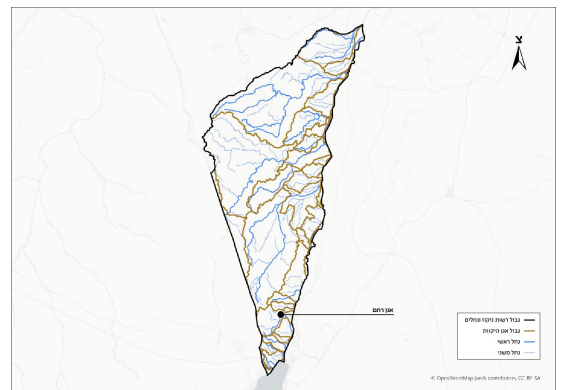 צ
אגן רחם
גבול רשות ניקוז ונחלים
גבול אגן היקוות
נחל ראשי
נחל משני
© OpenStreetMap (and) contributors, CC BY SA